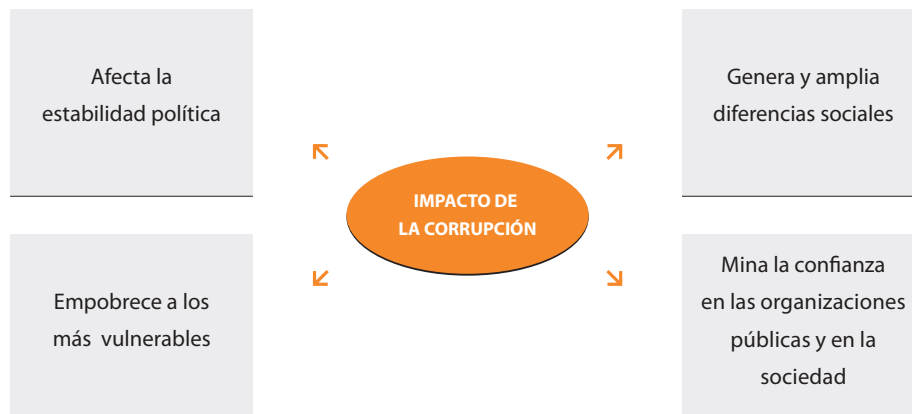 Afecta la
estabilidad política
Genera y amplia
diferencias sociales
IMPACTO DE
LA CORRUPCIÓN
Empobrece a los
más vulnerables
Mina la confianza
en las organizaciones
públicas y en la
sociedad